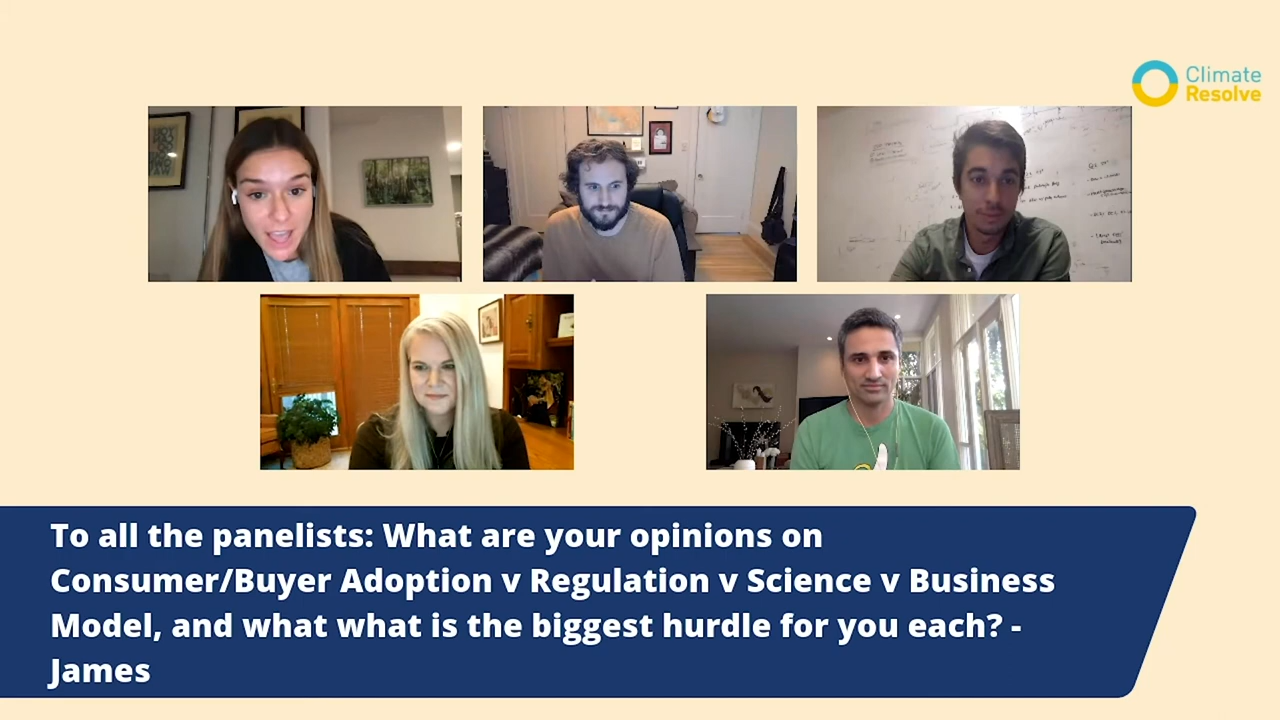 Climate
Resolve
To all the panelists: What are your opinions on
Consumer/Buyer Adoption v Regulation v Science v Business
Model, and what what is the biggest hurdle for you each? -
James